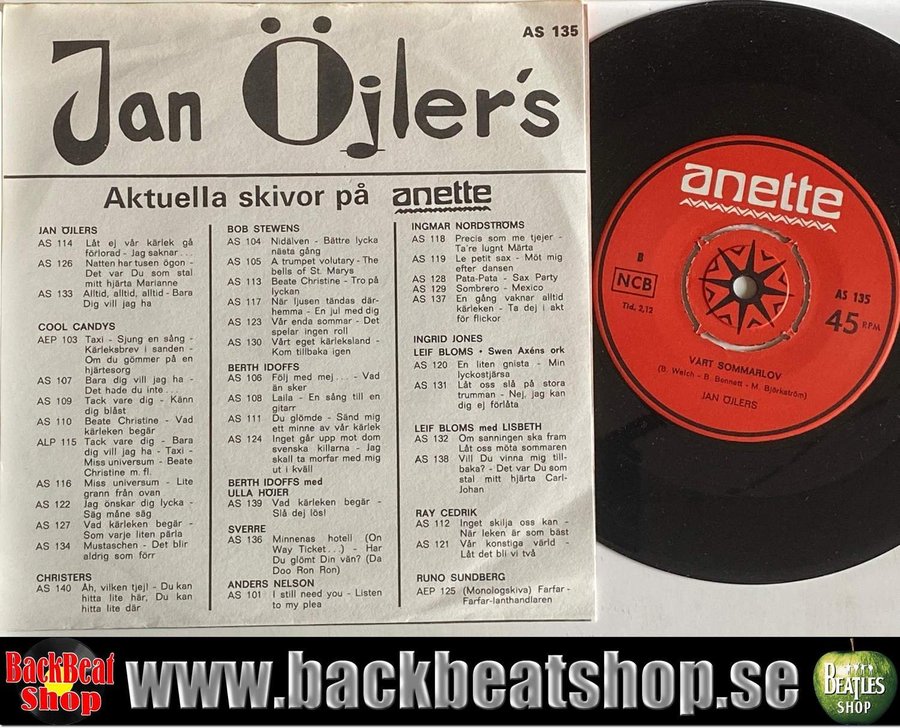 AS 135
Jan Öjler's
Aktuella skivor på anette
JAN ÖJLERS
AS 114 Låt ej vår kärlek gå
förlorad - Jag saknar...
AS 126 Natten har tusen ögon -
Det var Du som stal
mitt hjärta Marianne
AS 133 Alltid, alltid, alltid - Bara
Dig vill jag ha
COOL CANDYS
AEP 103 Taxi - Sjung en sång -
Kärleksbrev i sanden -
Om du gömmer på en
hjärtesorg
AS 107 Bara dig vill jag ha -
Det hade du inte...
AS 109 Tack vare dig - Känn
dig blåst
AS 110 Beate Christine - Vad
kärleken begär
ALP 115 Tack vare dig - Bara
dig vill jag ha - Taxi -
Miss universum - Beate
Christine m. fl.
AS 116 Miss universum - Lite
grann från ovan
AS 122 Jag önskar dig lycka -
Säg måne säg
AS 127 Vad kärleken begär -
Som varje liten pärla
AS 134 Mustaschen - Det blir
aldrig som förr
CHRISTERS
AS 140 Åh, vilken tjej! - Du kan
hitta lite här, Du kan
hitta lite där
BOB STEWENS
AS 104 Nidälven - Bättre lycka
nästa gång
AS 105 A trumpet volutary - The
bells of St. Marys
AS 113 Beate Christine - Tro på
lyckan
AS 117 När ljusen tändas där-
hemma - En jul med dig
AS 123 Vår enda sommar - Det
spelar ingen roll
AS 130 Vårt eget kärleksland -
Kom tillbaka igen
BERTH IDOFFS
AS 106 Följ med mej... - Vad
än sker
AS 108 Laila - En sång till en
gitarr
AS 111 Du glömde - Sänd mig
ett minne av vår kärlek
AS 124 Inget går upp mot dom
svenska killarna - Jag
skall ta morfar med mig
ut i kväll
BERTH IDOFFS med
ULLA HÖJER
AS 139 Vad kärleken begär -
Slå dej lös!
SVERRE
AS 136 Minnenas hotell (On
Way Ticket...) - Har
Du glömt Din vän? (Da
Doo Ron Ron)
ANDERS NELSON
AS 101 I still need you - Listen
to my plea
INGMAR NORDSTRÖMS
AS 118 Precis som me tjejer -
Ta're lugnt Märta
AS 119 Le petit sax - Möt mig
efter dansen
AS 128 Pata-Pata - Sax Party
AS 129 Sombrero - Mexico
AS 137 En gång vaknar alltid
kärleken - Ta dej i akt
för flickor
INGRID JONES
LEIF BLOMS • Swen Axéns ork
AS 120 En liten gnista - Min
lyckostjärsa
AS 131 Låt oss slå på stora
trumman - Nej, jag kan
dig ej förlåta
LEIF BLOMS med LISBETH
AS 132 Om sanningen ska fram
Låt oss möta sommaren
AS 138 Vill Du vinna mig till-
baka? - Det var Du som
stal mitt hjärta Carl-
Johan
RAY CEDRIK
AS 112 Inget skilja oss kan -
När leken är som bäst
AS 121 Vår konstiga värld -
Låt det bli vi två
RUNO SUNDBERG
AEP 125 (Monologskiva) Farfar -
Farfar-lanthandlaren
anette
B
NCB
Tid. 2,12
AS 135
45 RPM
VÅRT SOMMARLOV
(B. Welch - B. Bennett - M. Björkström)
JAN ÖJLERS
BackBeat
Shop
www.backbeatshop.se
BEATLES
SHOP